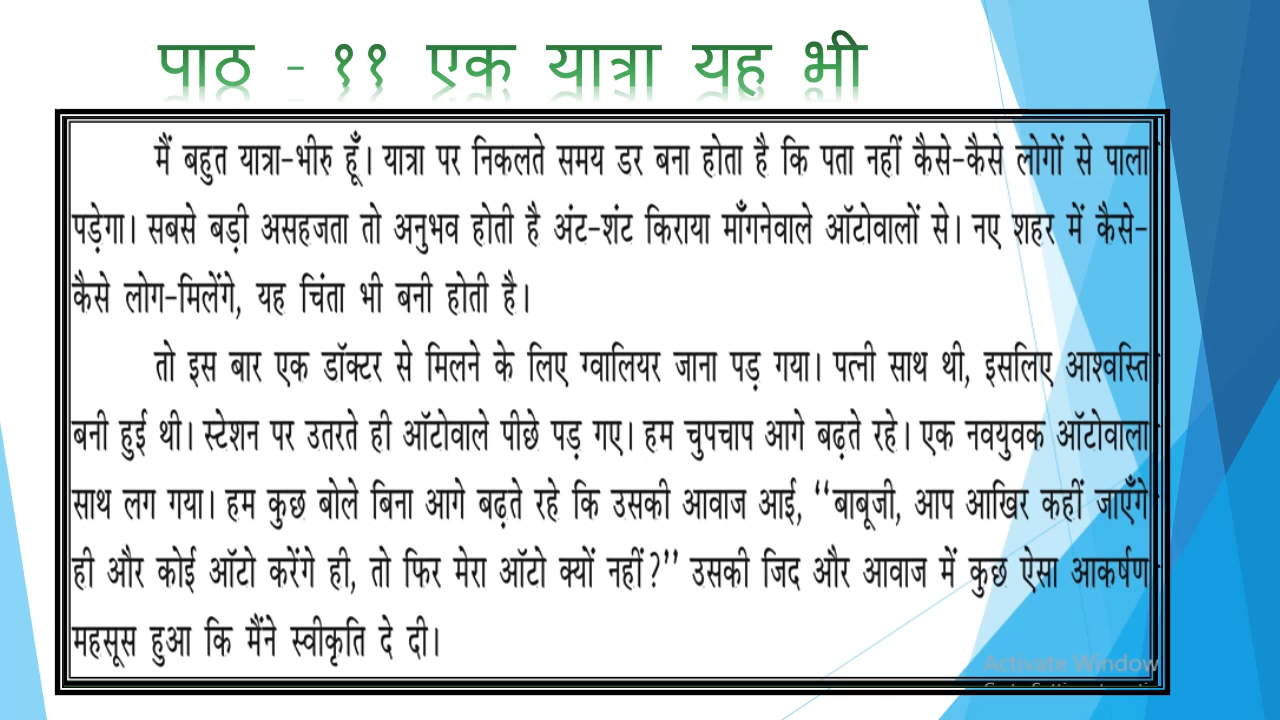 पाठ - ११ एक यात्रा यह भी
मैं बहुत यात्रा-भीरु हूँ। यात्रा पर निकलते समय डर बना होता है कि पता नहीं कैसे-कैसे लोगों से पाला
पड़ेगा। सबसे बड़ी असहजता तो अनुभव होती है अंट-शंट किराया माँगनेवाले ऑटोवालों से। नए शहर में कैसे-
कैसे लोग-मिलेंगे, यह चिंता भी बनी होती है।
तो इस बार एक डॉक्टर से मिलने के लिए ग्वालियर जाना पड़ गया। पत्नी साथ थी, इसलिए आश्वस्ति
बनी हुई थी। स्टेशन पर उतरते ही ऑटोवाले पीछे पड़ गए। हम चुपचाप आगे बढ़ते रहे। एक नवयुवक ऑटोवाला
साथ लग गया। हम कुछ बोले बिना आगे बढ़ते रहे कि उसकी आवाज आई, “बाबूजी, आप आखिर कहीं जाएँगे
ही और कोई ऑटो करेंगे ही, तो फिर मेरा ऑटो क्यों नहीं?” उसकी जिद और आवाज में कुछ ऐसा आकर्षण
महसूस हुआ कि मैंने स्वीकृति दे दी।
Activate Window